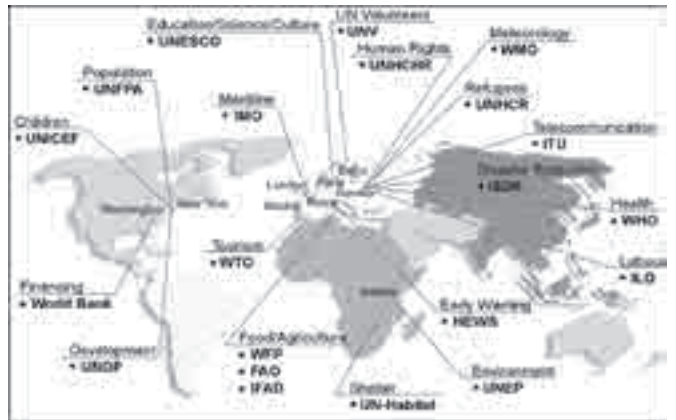 Education/Science/Culture
• UNESCO
UN Volunteers
• UNV
Human Rights
• UNHCHR
Meteorology
• WMO
Population
• UNFPA
Maritime
• IMO
Refugees
• UNHCR
Children
• UNICEF
Telecommunication
• ITU
Disaster
• ISDR
London
Paris
Bonn
Rome
Madrid
Washington
New York
Health
• WHO
Tourism
• WTO
Labour
• ILO
Financing
• World Bank
Early Warning
• HEWS
Development
• UNDP
Food/Agriculture
• WFP
• FAO
• IFAD
Environment
• UNEP
Shelter
• UN-Habitat